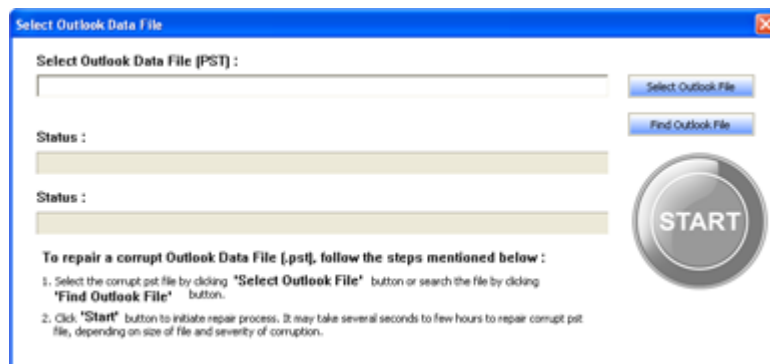 Select Outlook Data File
Select Outlook Data File (PST) :
Select Outlook File
Find Outlook File
Status :
Status :
START
To repair a corrupt Outlook Data File (.pst), follow the steps mentioned below :
1. Select the corrupt pst file by clicking "Select Outlook File" button or search the file by clicking
"Find Outlook File" button.
2. Click "Start" button to initiate repair process. It may take several seconds to few hours to repair corrupt pst
file, depending on size of file and severity of corruption.